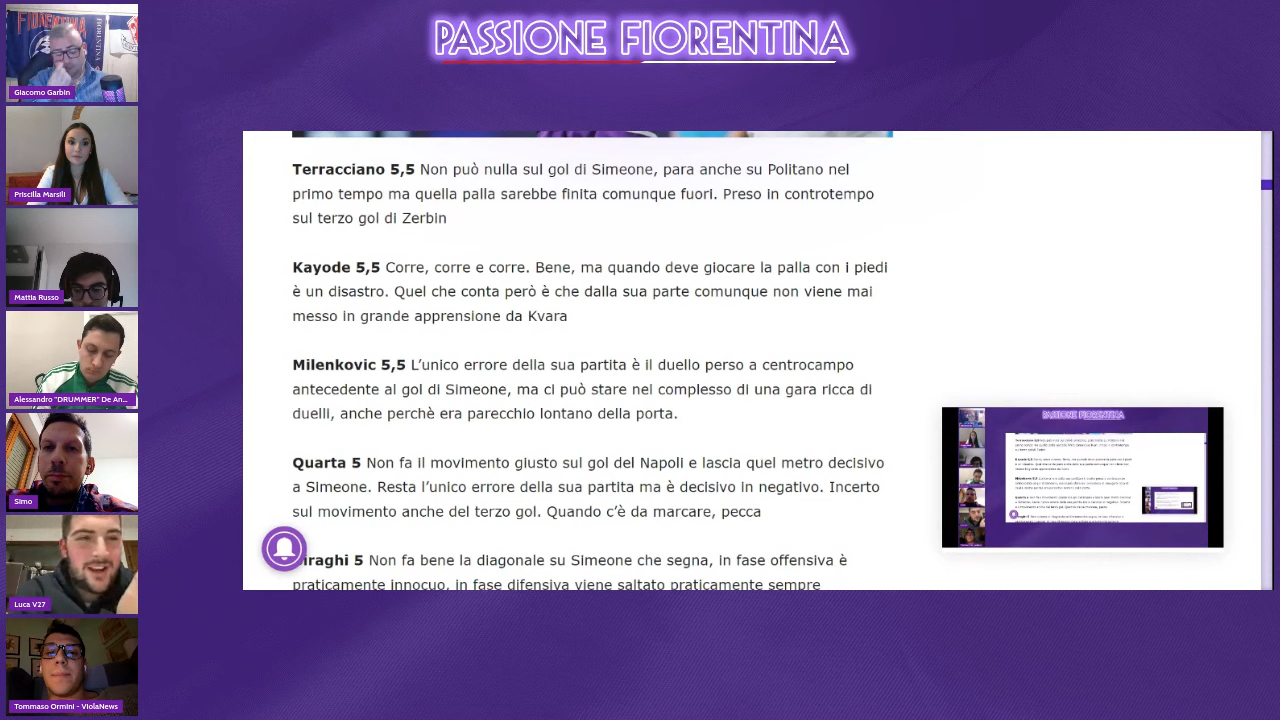 PASSIONE FIORENTINA
FIORENTINA
FIORENTINA
Giacomo Garbin
Priscilla Marsili
Mattia Russo
Alessandro "DRUMMER" De An...
Simo
Luca V27
Tommaso Ormini - ViolaNews
Terracciano 5,5 Non può nulla sul gol di Simeone, para anche su Politano nel
primo tempo ma quella palla sarebbe finita comunque fuori. Preso in controtempo
sul terzo gol di Zerbin
Kayode 5,5 Corre, corre e corre. Bene, ma quando deve giocare la palla con i piedi
è un disastro. Quel che conta però è che dalla sua parte comunque non viene mai
messo in grande apprensione da Kvara
Milenkovic 5,5 L'unico errore della sua partita è il duello perso a centrocampo
antecedente al gol di Simeone, ma ci può stare nel complesso di una gara ricca di
duelli, anche perchè era parecchio lontano della porta.
Quarta 5 Non fa il movimento giusto sul gol del Napoli e lascia quei metro decisivo
a Simeone. Resta l'unico errore della sua partita ma è decisivo in negativo. Incerto
sul del terzo gol. Quando c'è da marcare, pecca
iraghi 5 Non fa bene la diagonale su Simeone che segna, in fase offensiva è
praticamente innocuo, in fase difensiva viene saltato praticamente sempre
PASSIONE FIORENTINA